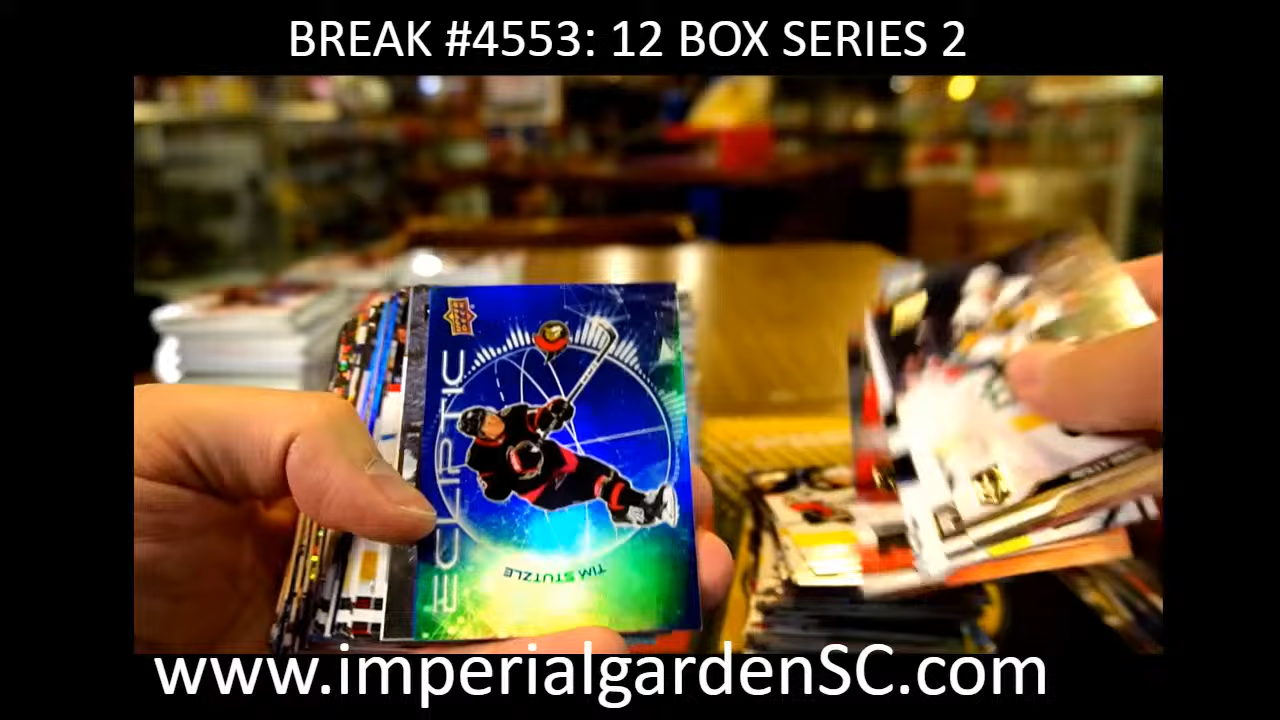 BREAK #4553: 12 BOX SERIES 2
UPPER DECK
ECLIPTIC
TIM STUTZLE
www.imperialgardenSC.com